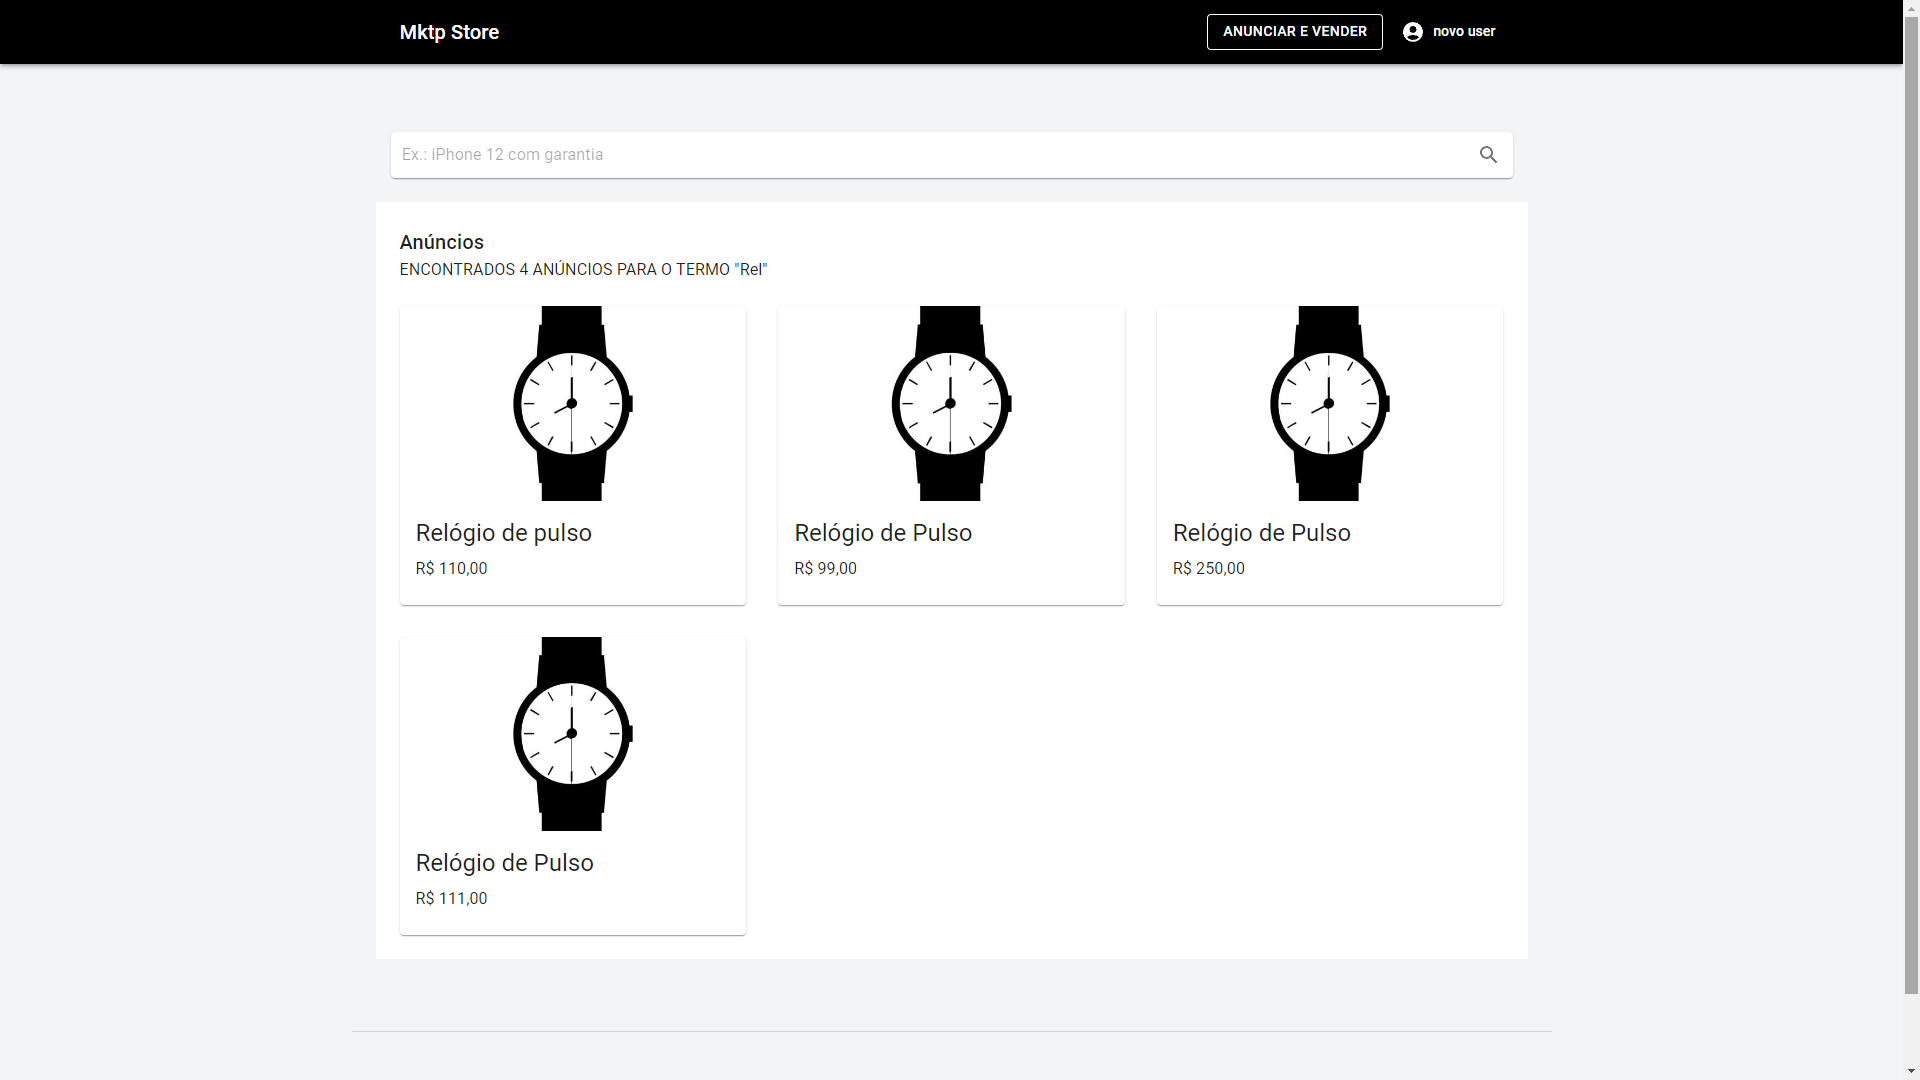 Mktp Store
ANUNCIAR E VENDER
novo user
Ex.: iPhone 12 com garantia
Anúncios
ENCONTRADOS 4 ANÚNCIOS PARA O TERMO "Rel"
Relógio de pulso
R$ 110,00
Relógio de Pulso
R$ 99,00
Relógio de Pulso
R$ 250,00
Relógio de Pulso
R$ 111,00